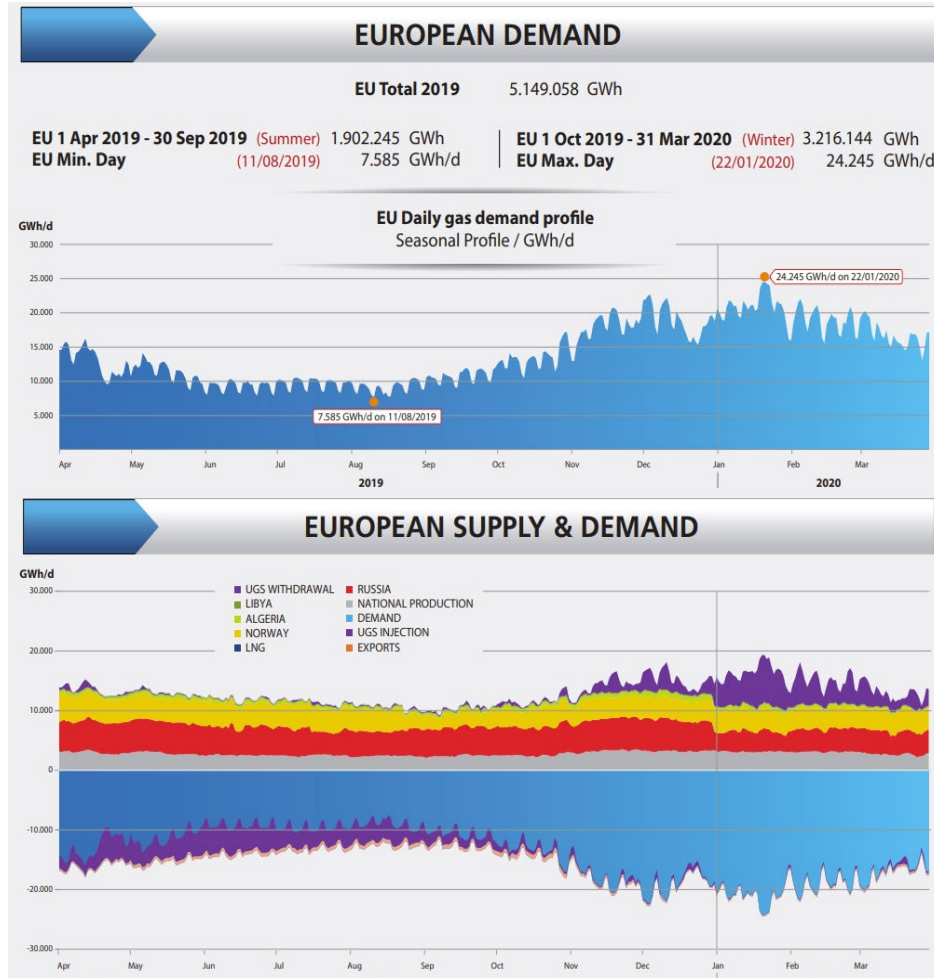 EUROPEAN DEMAND
EU Total 2019 5.149.058 GWh
EU 1 Apr 2019 - 30 Sep 2019 (Summer) 1.902.245 GWh
EU Min. Day (11/08/2019) 7.585 GWh/d
EU 1 Oct 2019 - 31 Mar 2020 (Winter) 3.216.144 GWh
EU Max. Day (22/01/2020) 24.245 GWh/d
EU Daily gas demand profile
Seasonal Profile / GWh/d
GWh/d
30.000
25.000
20.000
15.000
10.000
5.000
24.245 GWh/d on 22/01/2020
7.585 GWh/d on 11/08/2019
Apr May Jun Jul Aug Sep Oct Nov Dec Jan Feb Mar
2019 2020
EUROPEAN SUPPLY & DEMAND
GWh/d
30.000
20.000
10.000
0
-10.000
-20.000
-30.000
UGS WITHDRAWAL RUSSIA
LIBYA NATIONAL PRODUCTION
ALGERIA DEMAND
NORWAY UGS INJECTION
LNG EXPORTS
Apr May Jun Jul Aug Sep Oct Nov Dec Jan Feb Mar